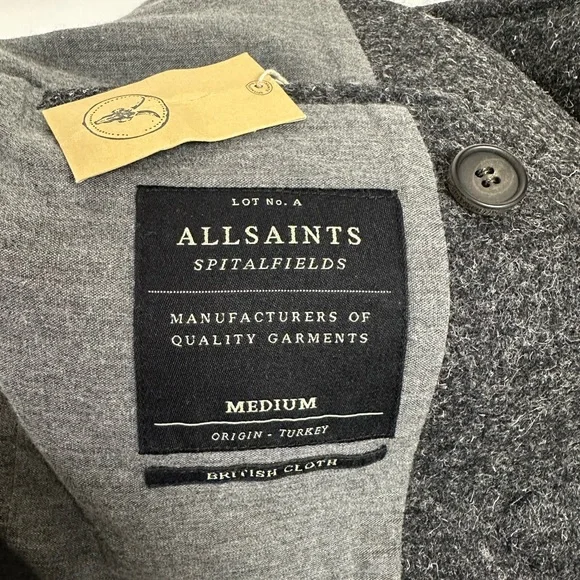 LOT No. A
ALLSAINTS
SPITALFIELDS
MANUFACTURERS OF
QUALITY GARMENTS
MEDIUM
ORIGIN - TURKEY
BRITISH CLOTH